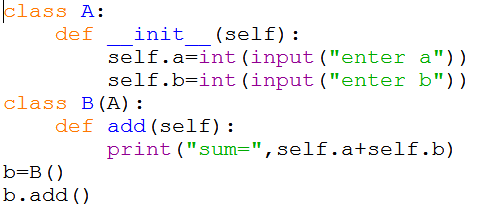 class A:
    def __init__(self):
        self.a=int(input("enter a"))
        self.b=int(input("enter b"))
class B(A):
    def add(self):
        print("sum=",self.a+self.b)
b=B()
b.add()